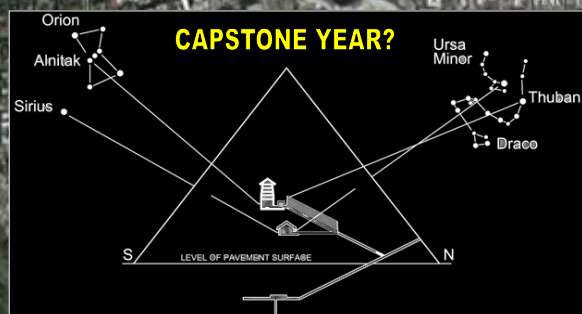 Orion
CAPSTONE YEAR?
Alnitak
Sirius
Ursa
Minor
Thuban
Draco
S
LEVEL OF PAVEMENT SURFACE
N